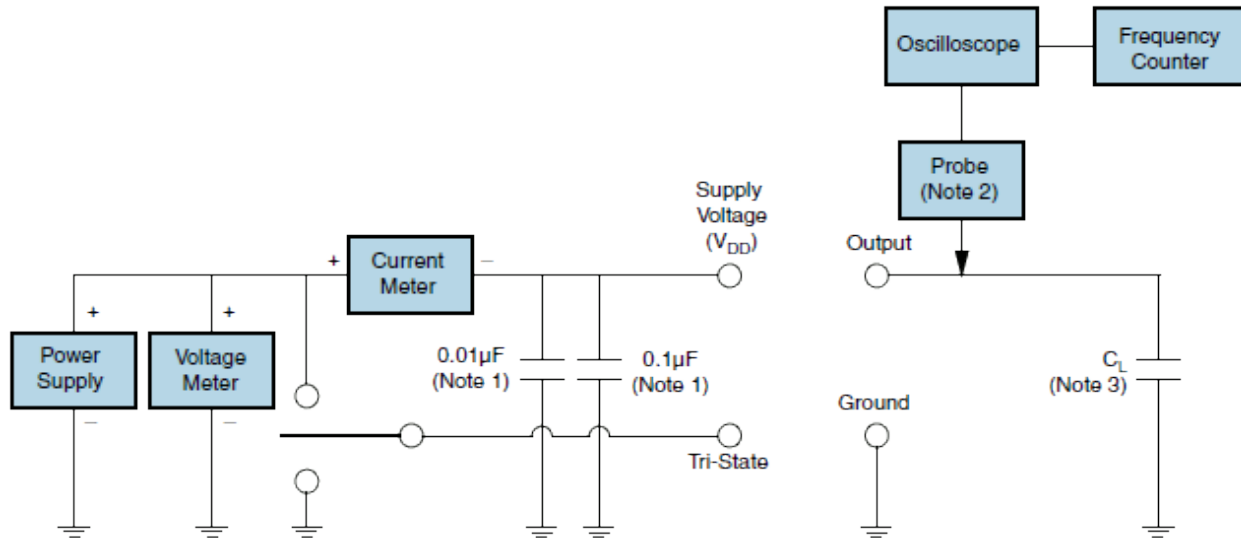 Oscilloscope
Frequency
Counter
Probe
(Note 2)
Supply
Voltage
(VDD)
Output
+
Current
Meter
−
+
+
Power
Supply
Voltage
Meter
0.01µF
(Note 1)
0.1µF
(Note 1)
CL
(Note 3)
−
−
Ground
Tri-State